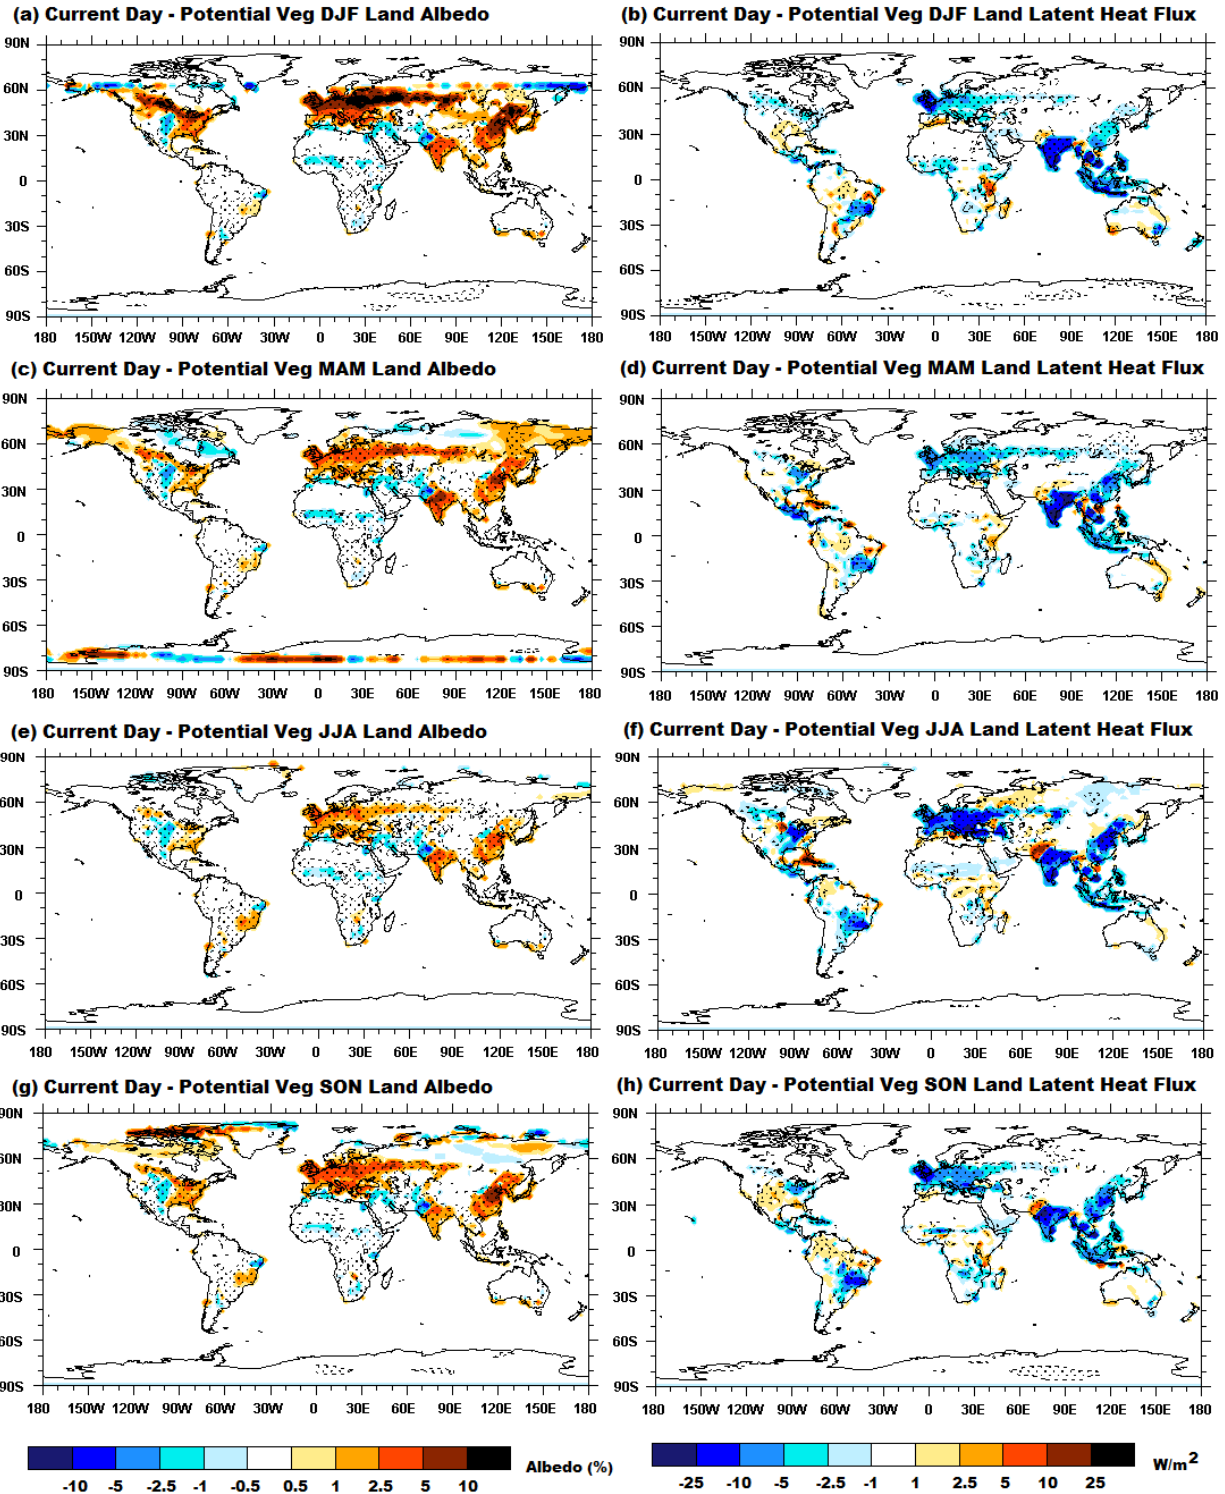 (a) Current Day - Potential Veg DJF Land Albedo
90N
60N
30N
0
30S
60S
90S
180 150W 120W 90W 60W 30W 0 30E 60E 90E 120E 150E 180
(b) Current Day - Potential Veg DJF Land Latent Heat Flux
90N
60N
30N
0
30S
60S
90S
180 150W 120W 90W 60W 30W 0 30E 60E 90E 120E 150E 180
(c) Current Day - Potential Veg MAM Land Albedo
90N
60N
30N
0
30S
60S
90S
180 150W 120W 90W 60W 30W 0 30E 60E 90E 120E 150E 180
(d) Current Day - Potential Veg MAM Land Latent Heat Flux
90N
60N
30N
0
30S
60S
90S
180 150W 120W 90W 60W 30W 0 30E 60E 90E 120E 150E 180
(e) Current Day - Potential Veg JJA Land Albedo
90N
60N
30N
0
30S
60S
90S
180 150W 120W 90W 60W 30W 0 30E 60E 90E 120E 150E 180
(f) Current Day - Potential Veg JJA Land Latent Heat Flux
90N
60N
30N
0
30S
60S
90S
180 150W 120W 90W 60W 30W 0 30E 60E 90E 120E 150E 180
(g) Current Day - Potential Veg SON Land Albedo
90N
60N
30N
0
30S
60S
90S
180 150W 120W 90W 60W 30W 0 30E 60E 90E 120E 150E 180
(h) Current Day - Potential Veg SON Land Latent Heat Flux
90N
60N
30N
0
30S
60S
90S
180 150W 120W 90W 60W 30W 0 30E 60E 90E 120E 150E 180
-10 -5 -2.5 -1 -0.5 0.5 1 2.5 5 10 Albedo (%)
-25 -10 -5 -2.5 -1 1 2.5 5 10 25 W/m²